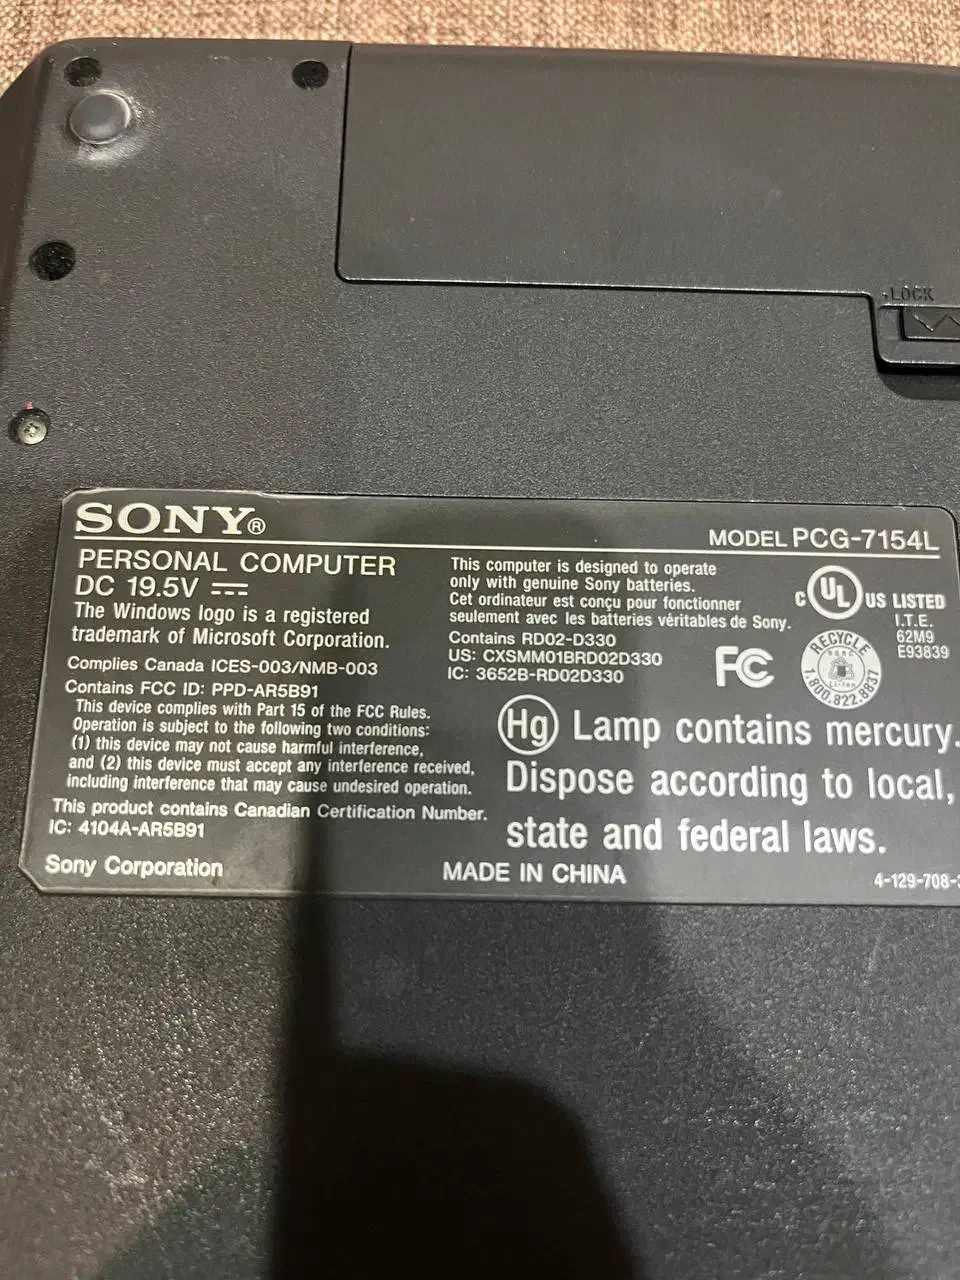 LOCK
SONY®
MODEL PCG-7154L
PERSONAL COMPUTER
DC 19.5V
The Windows logo is a registered
trademark of Microsoft Corporation.
Complies Canada ICES-003/NMB-003
Contains FCC ID: PPD-AR5B91
This device complies with Part 15 of the FCC Rules.
Operation is subject to the following two conditions:
(1) this device may not cause harmful interference,
and (2) this device must accept any interference received,
including interference that may cause undesired operation.
This product contains Canadian Certification Number.
IC: 4104A-AR5B91
Sony Corporation
This computer is designed to operate
only with genuine Sony batteries.
Cet ordinateur est conçu pour fonctionner
seulement avec les batteries véritables de Sony.
Contains RD02-D330
US: CXSMM01BRD02D330
IC: 3652B-RD02D330
C UL US LISTED
I.T.E.
62M9
E93839
FC
RECYCLE
Li-ion
1.800.822.8837
Hg Lamp contains mercury.
Dispose according to local,
state and federal laws.
MADE IN CHINA
4-129-708-